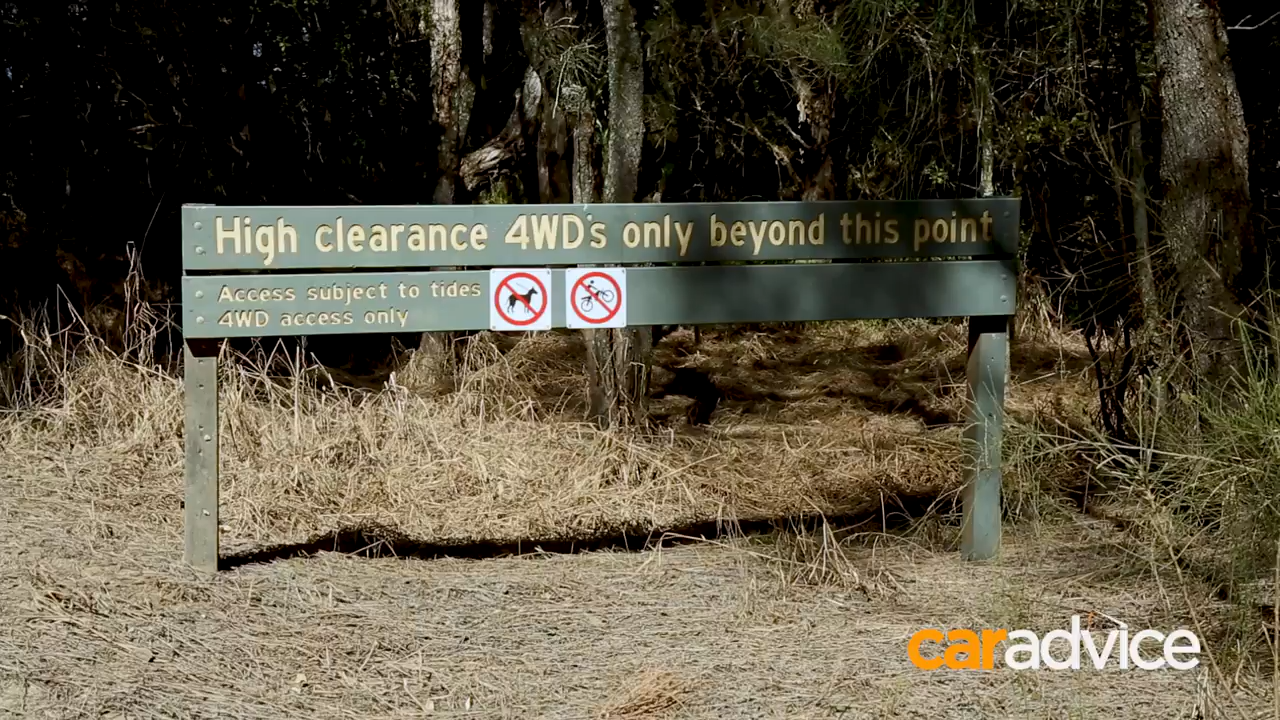 High clearance 4WD's only beyond this point
Access subject to tides
4WD access only
caradvice